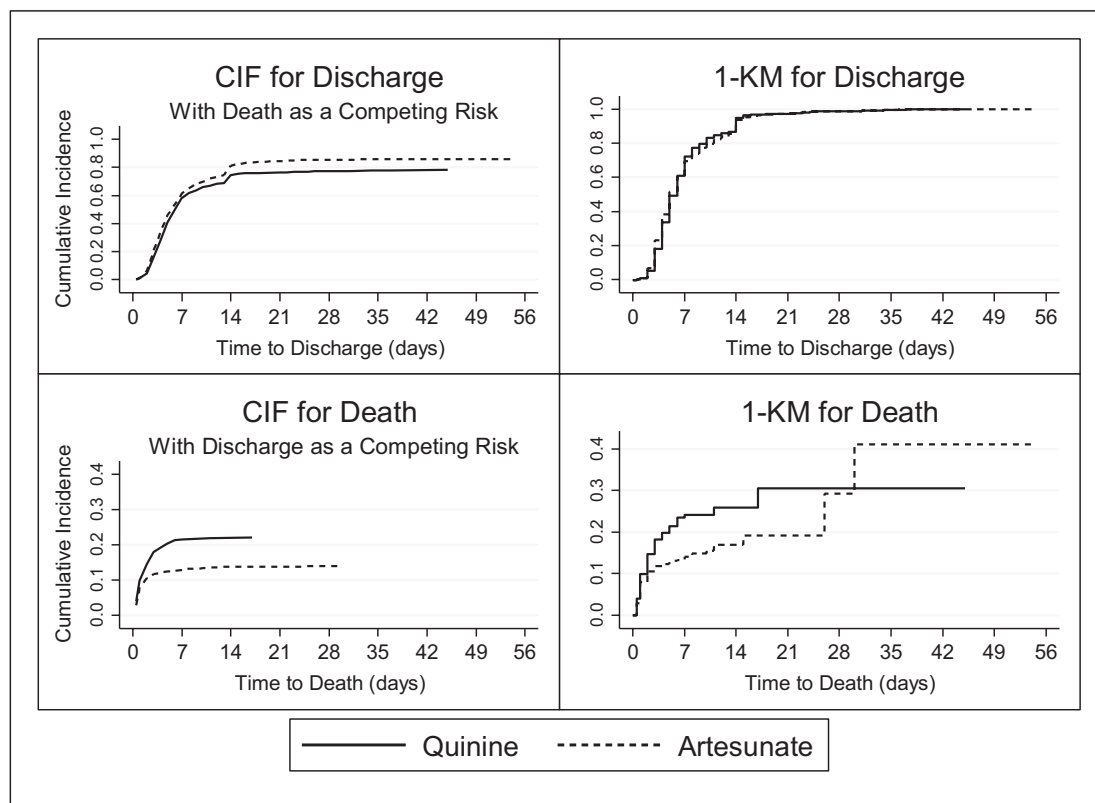 CIF for Discharge
With Death as a Competing Risk
Cumulative Incidence
0.0 0.2 0.4 0.6 0.8 1.0
0 7 14 21 28 35 42 49 56
Time to Discharge (days)
1-KM for Discharge
0.0 0.2 0.4 0.6 0.8 1.0
0 7 14 21 28 35 42 49 56
Time to Discharge (days)
CIF for Death
With Discharge as a Competing Risk
Cumulative Incidence
0.0 0.1 0.2 0.3 0.4
0 7 14 21 28 35 42 49 56
Time to Death (days)
1-KM for Death
0.0 0.1 0.2 0.3 0.4
0 7 14 21 28 35 42 49 56
Time to Death (days)
Quinine Artesunate